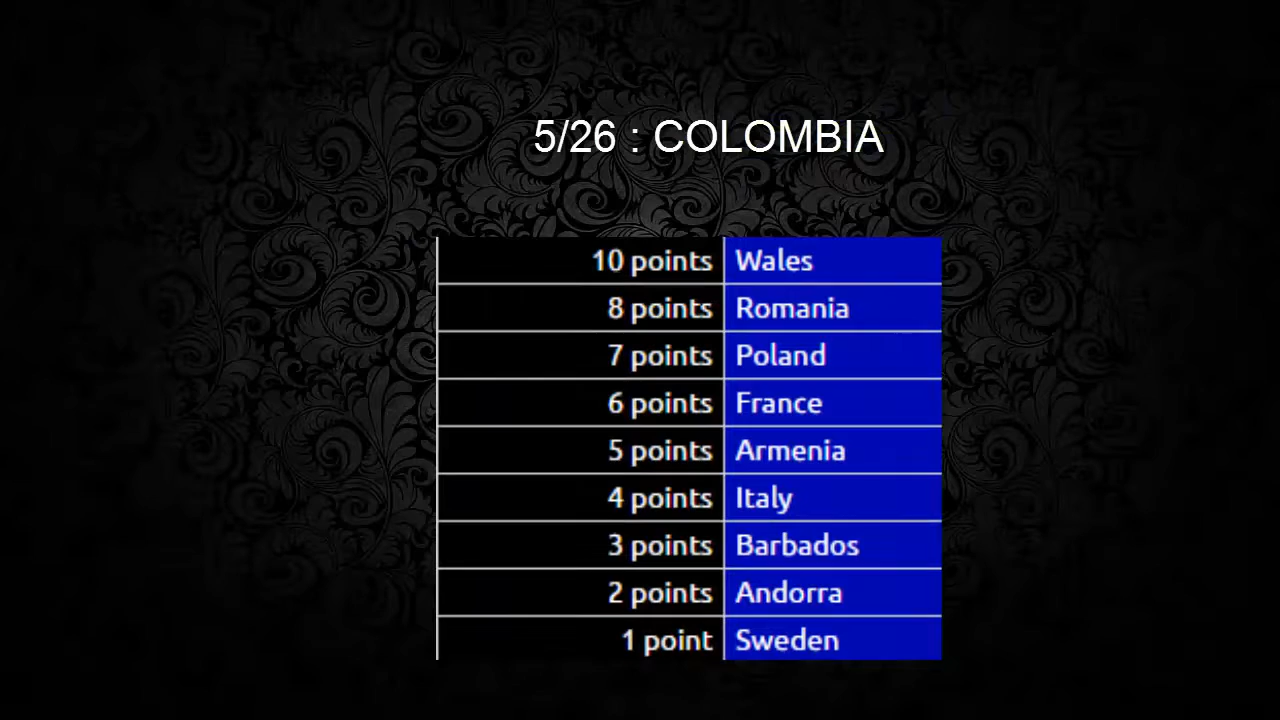 5/26 : COLOMBIA
10 points Wales
8 points Romania
7 points Poland
6 points France
5 points Armenia
4 points Italy
3 points Barbados
2 points Andorra
1 point Sweden